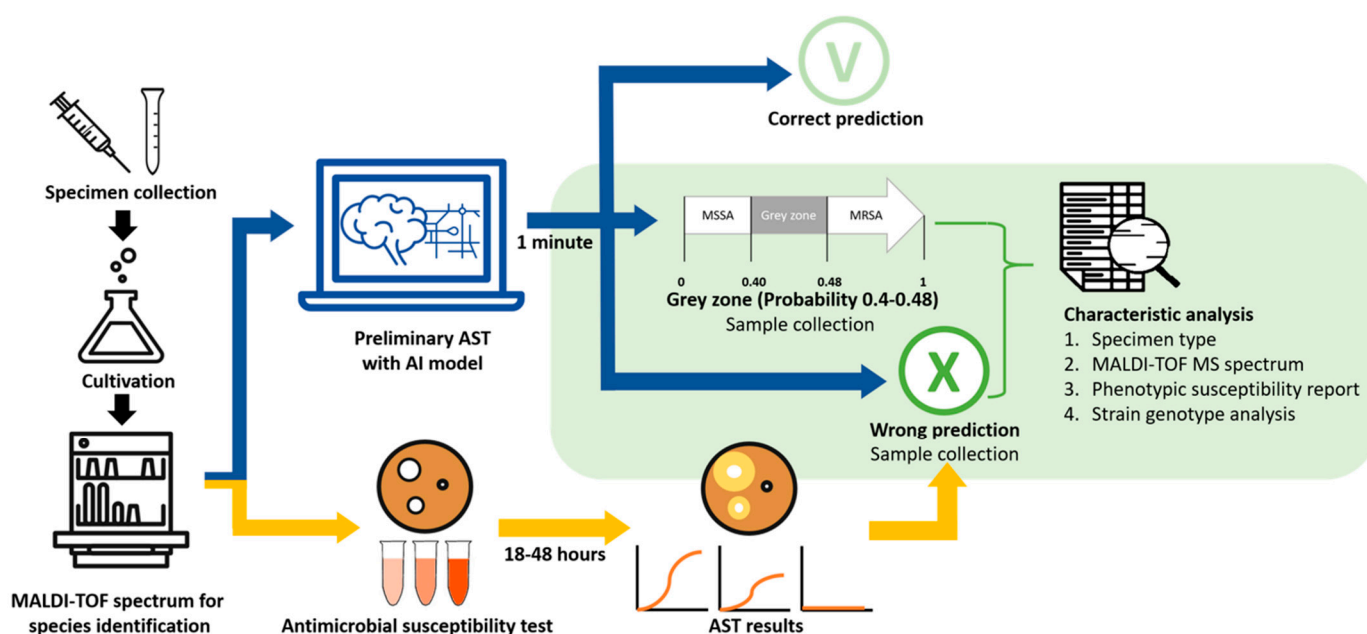 Specimen collection
Cultivation
MALDI-TOF spectrum for
species identification
Preliminary AST
with AI model
1 minute
V
Correct prediction
MSSA
Grey zone
MRSA
0
0.40
0.48
1
Grey zone (Probability 0.4-0.48)
Sample collection
X
Wrong prediction
Sample collection
Characteristic analysis
1. Specimen type
2. MALDI-TOF MS spectrum
3. Phenotypic susceptibility report
4. Strain genotype analysis
Antimicrobial susceptibility test
18-48 hours
AST results